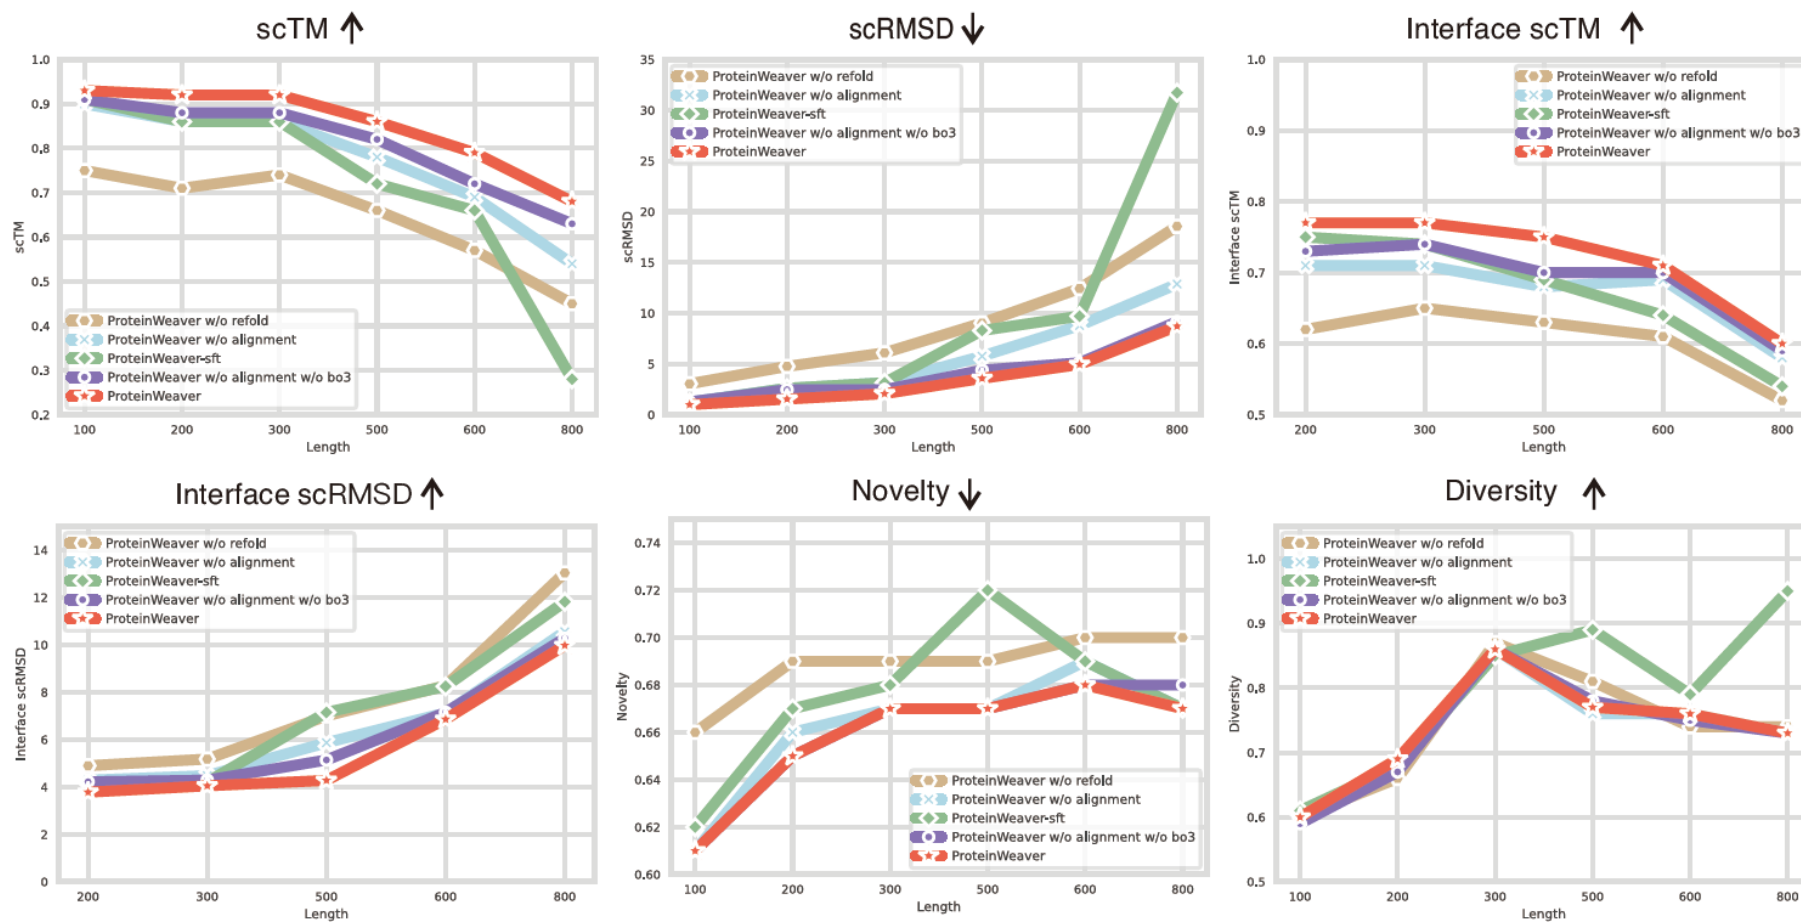 scTM ↑
1.0
0.9
0.8
0.7
0.6
0.5
0.4
0.3
0.2
scTM
ProteinWeaver w/o refold
ProteinWeaver w/o alignment
ProteinWeaver-sft
ProteinWeaver w/o alignment w/o bo3
ProteinWeaver
100 200 300 500 600 800
Length
scRMSD ↓
35
30
25
20
15
10
5
0
scRMSD
ProteinWeaver w/o refold
ProteinWeaver w/o alignment
ProteinWeaver-sft
ProteinWeaver w/o alignment w/o bo3
ProteinWeaver
100 200 300 500 600 800
Length
Interface scTM ↑
1.0
0.9
0.8
0.7
0.6
0.5
Interface scTM
ProteinWeaver w/o refold
ProteinWeaver w/o alignment
ProteinWeaver-sft
ProteinWeaver w/o alignment w/o bo3
ProteinWeaver
200 300 500 600 800
Length
Interface scRMSD ↑
14
12
10
8
6
4
2
0
Interface scRMSD
ProteinWeaver w/o refold
ProteinWeaver w/o alignment
ProteinWeaver-sft
ProteinWeaver w/o alignment w/o bo3
ProteinWeaver
200 300 500 600 800
Length
Novelty ↓
0.74
0.72
0.70
0.68
0.66
0.64
0.62
0.60
Novelty
ProteinWeaver w/o refold
ProteinWeaver w/o alignment
ProteinWeaver-sft
ProteinWeaver w/o alignment w/o bo3
ProteinWeaver
100 200 300 500 600 800
Length
Diversity ↑
1.0
0.9
0.8
0.7
0.6
0.5
Diversity
ProteinWeaver w/o refold
ProteinWeaver w/o alignment
ProteinWeaver-sft
ProteinWeaver w/o alignment w/o bo3
ProteinWeaver
100 200 300 500 600 800
Length